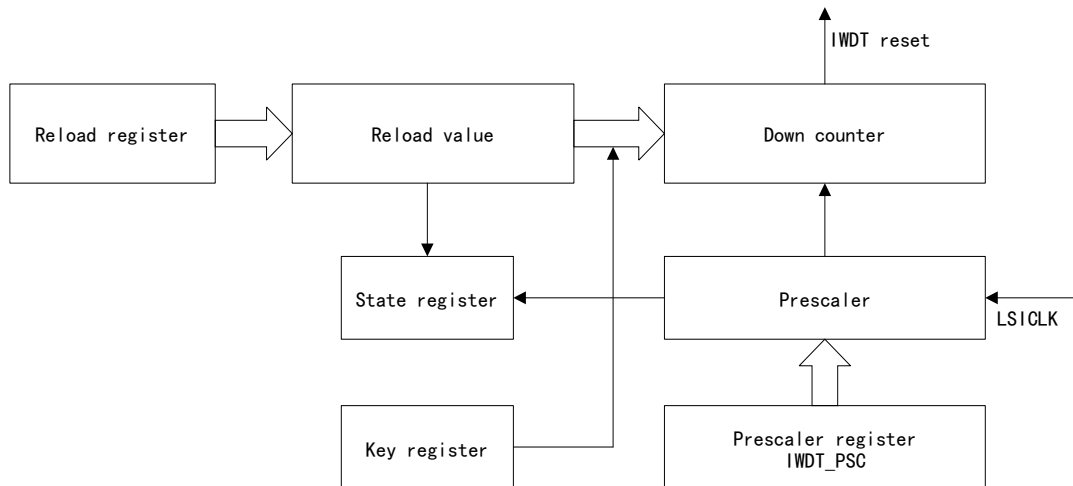 IWDT reset
Reload register
Reload value
Down counter
State register
Prescaler
LSICLK
Key register
Prescaler register
IWDT_PSC